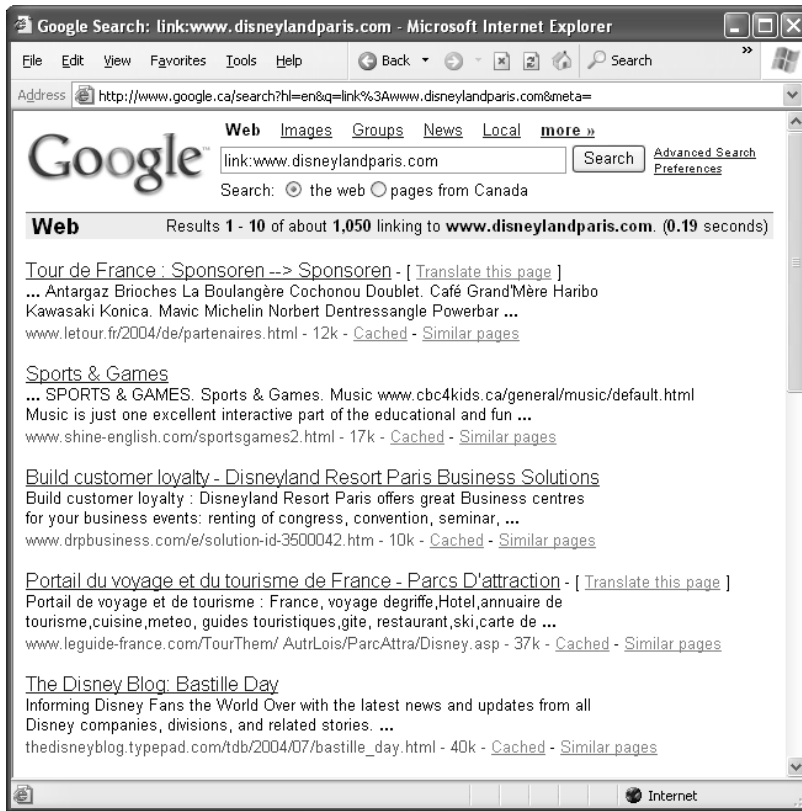 Google Search: link:www.disneylandparis.com - Microsoft Internet Explorer
File Edit View Favorites Tools Help Back Search »
Address http://www.google.ca/search?hl=en&q=link%3Awww.disneylandparis.com&meta=
Web Images Groups News Local more »
Google™
link:www.disneylandparis.com Search Advanced Search
Preferences
Search: the web pages from Canada
Web Results 1 - 10 of about 1,050 linking to www.disneylandparis.com. (0.19 seconds)
Tour de France : Sponsoren --> Sponsoren - [ Translate this page ]
... Antargaz Brioches La Boulangère Cochonou Doublet. Café Grand'Mère Haribo
Kawasaki Konica. Mavic Michelin Norbert Dentressangle Powerbar ...
www.letour.fr/2004/de/partenaires.html - 12k - Cached - Similar pages
Sports & Games
... SPORTS & GAMES. Sports & Games. Music www.cbc4kids.ca/general/music/default.html
Music is just one excellent interactive part of the educational and fun ...
www.shine-english.com/sportsgames2.html - 17k - Cached - Similar pages
Build customer loyalty - Disneyland Resort Paris Business Solutions
Build customer loyalty : Disneyland Resort Paris offers great Business centres
for your business events: renting of congress, convention, seminar, ...
www.drpbusiness.com/e/solution-id-3500042.htm - 10k - Cached - Similar pages
Portail du voyage et du tourisme de France - Parcs D'attraction - [ Translate this page ]
Portail de voyage et de tourisme : France, voyage degriffe,Hotel,annuaire de
tourisme,cuisine,meteo, guides touristiques,gite, restaurant,ski,carte de ...
www.leguide-france.com/TourThem/ AutrLois/ParcAttra/Disney.asp - 37k - Cached - Similar pages
The Disney Blog: Bastille Day
Informing Disney Fans the World Over with the latest news and updates from all
Disney companies, divisions, and related stories. ...
thedisneyblog.typepad.com/tdb/2004/07/bastille_day.html - 40k - Cached - Similar pages
Internet